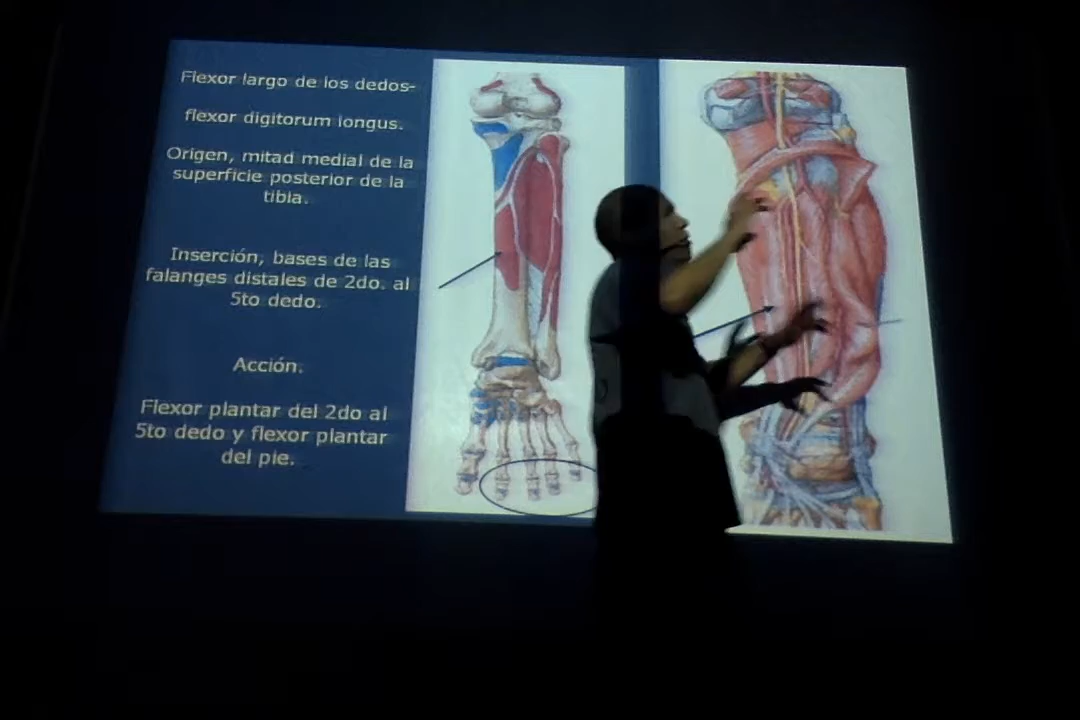 Flexor largo de los dedos-
flexor digitorum longus.
Origen, mitad medial de la
superficie posterior de la
tibia.
Inserción, bases de las
falanges distales de 2do. al
5to dedo.
Acción.
Flexor plantar del 2do al
5to dedo y flexor plantar
del pie.